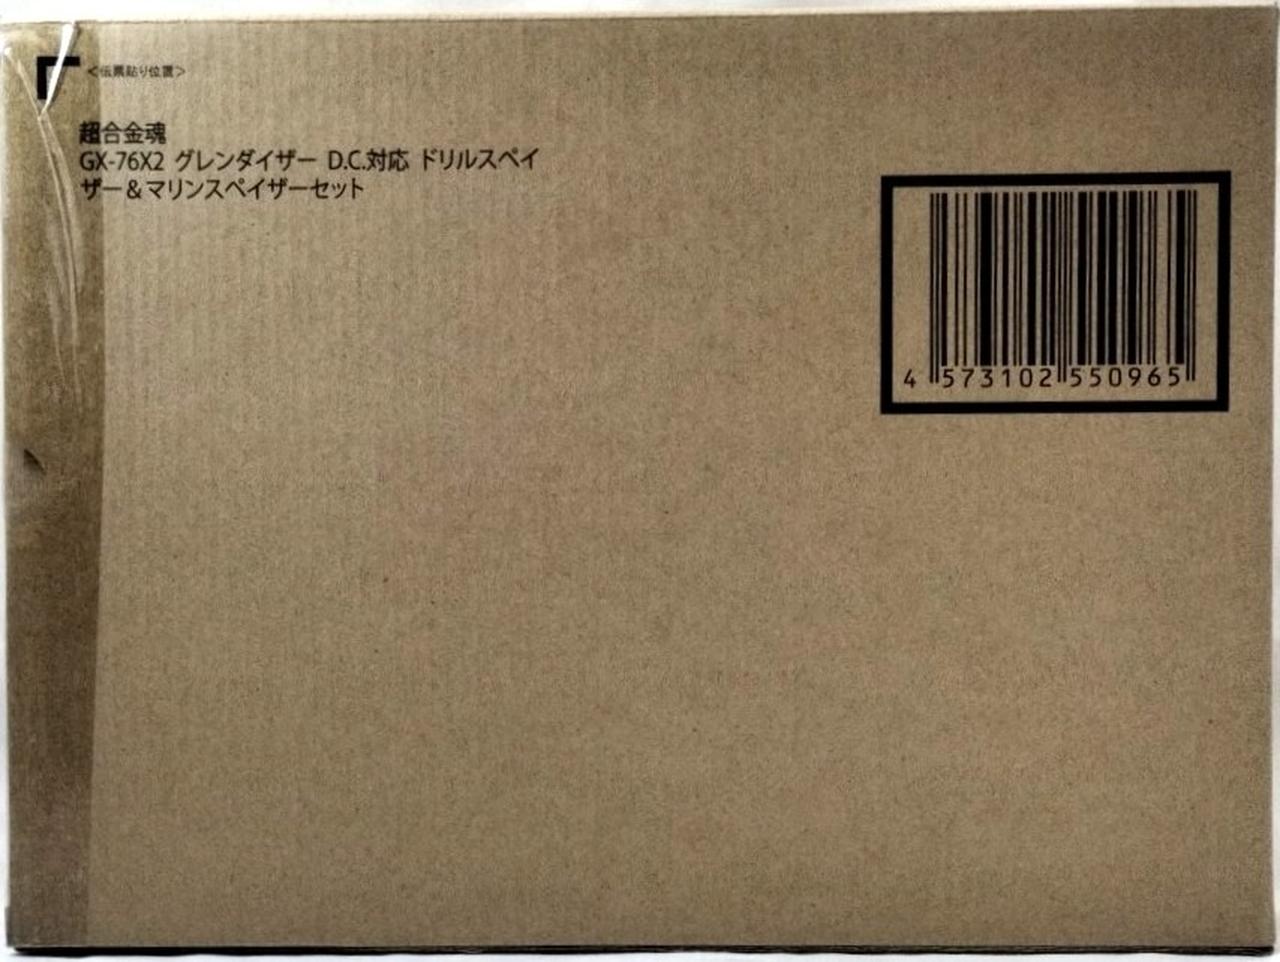 <伝票貼り位置>
超合金魂
GX-76X2 グレンダイザー D.C.対応 ドリルスペイ
ザー＆マリンスペイザーセット
4 573102 550965